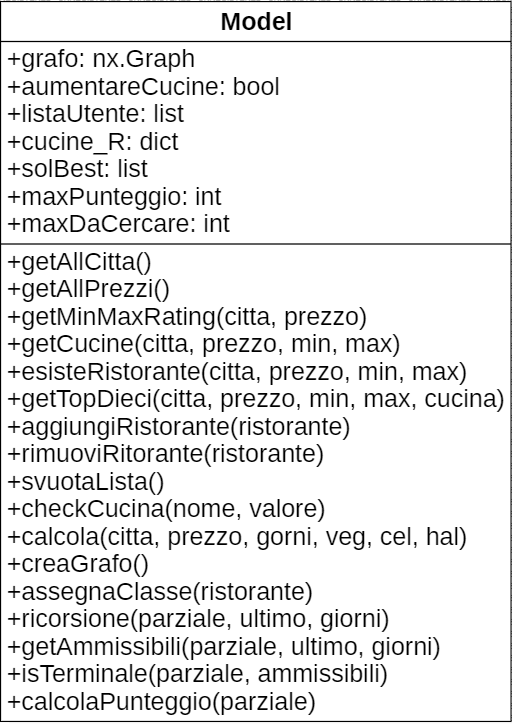 Model
+grafo: nx.Graph
+aumentareCucine: bool
+listaUtente: list
+cucine_R: dict
+solBest: list
+maxPunteggio: int
+maxDaCercare: int
+getAllCitta()
+getAllPrezzi()
+getMinMaxRating(citta, prezzo)
+getCucine(citta, prezzo, min, max)
+esisteRistorante(citta, prezzo, min, max)
+getTopDieci(citta, prezzo, min, max, cucina)
+aggiungiRistorante(ristorante)
+rimuoviRitorante(ristorante)
+svuotaLista()
+checkCucina(nome, valore)
+calcola(citta, prezzo, gorni, veg, cel, hal)
+creaGrafo()
+assegnaClasse(ristorante)
+ricorsione(parziale, ultimo, giorni)
+getAmmissibili(parziale, ultimo, giorni)
+isTerminale(parziale, ammissibili)
+calcolaPunteggio(parziale)